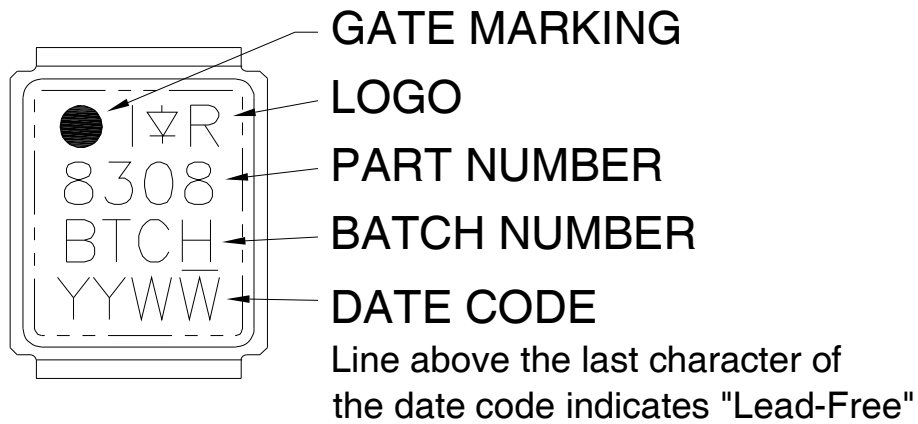 GATE MARKING
I R LOGO
8308 PART NUMBER
BTCH BATCH NUMBER
YYWW DATE CODE
Line above the last character of
the date code indicates "Lead-Free"